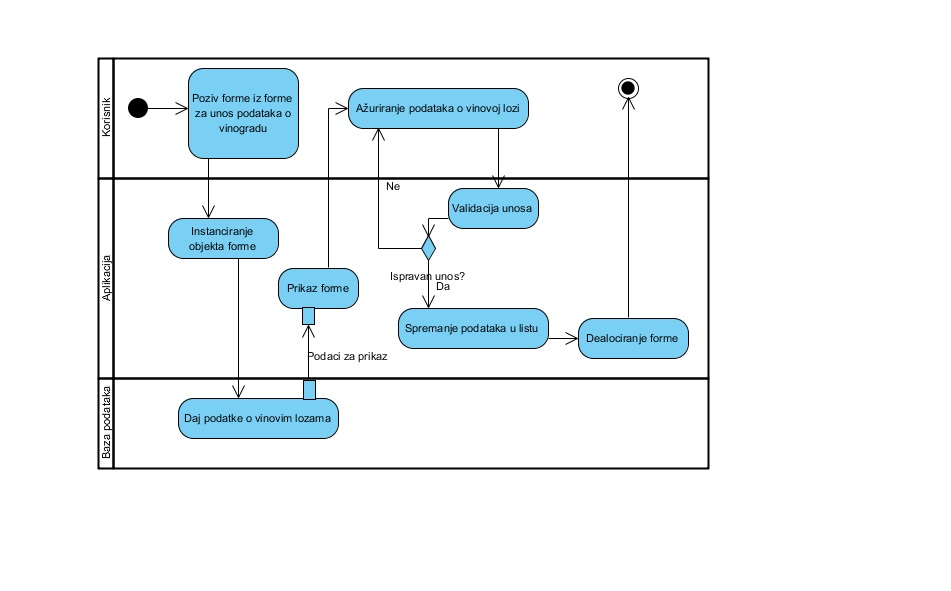 Korisnik
Poziv forme iz forme
za unos podataka o
vinogradu
Ažuriranje podataka o vinovoj lozi
Aplikacija
Ne
Validacija unosa
Instanciranje
objekta forme
Ispravan unos?
Da
Prikaz forme
Spremanje podataka u listu
Dealociranje forme
Podaci za prikaz
Baza podataka
Daj podatke o vinovim lozama